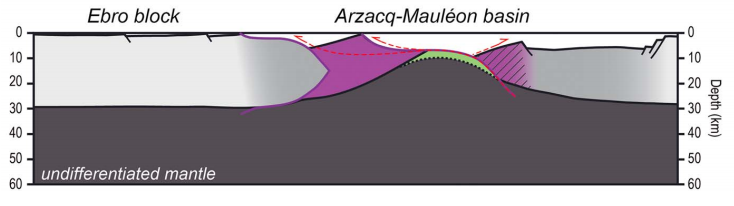 Ebro block Arzacq-Mauléon basin
0 0
10 10
20 20
30 30
40 40
50 50
60 60
Depth (km)
undifferentiated mantle